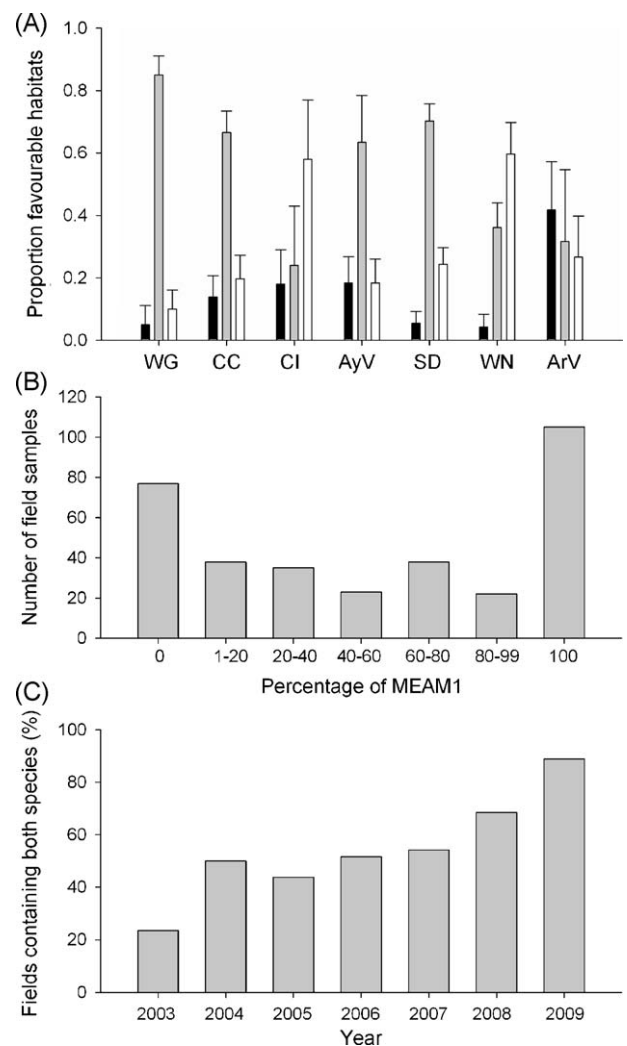 (A)
Proportion favourable habitats
1.0
0.8
0.6
0.4
0.2
0.0
WG CC CI AyV SD WN ArV
(B)
Number of field samples
120
100
80
60
40
20
0
0 1-20 20-40 40-60 60-80 80-99 100
Percentage of MEAM1
(C)
Fields containing both species (%)
100
80
60
40
20
0
2003 2004 2005 2006 2007 2008 2009
Year